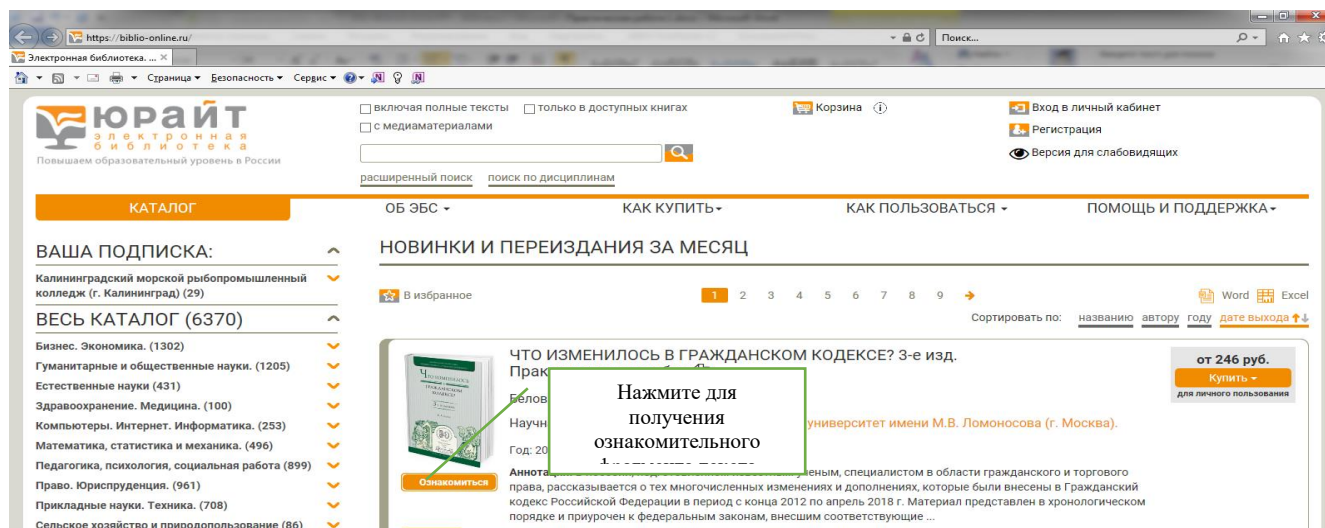 https://biblio-online.ru/
Поиск...
Электронная библиотека. ... ×
Страница Безопасность Сервис
включая полные тексты только в доступных книгах
с медиаматериалами
Корзина
Вход в личный кабинет
Регистрация
Версия для слабовидящих
юрайт
электронная
библиотека
Повышаем образовательный уровень в России
расширенный поиск поиск по дисциплинам
КАТАЛОГ ОБ ЭБС КАК КУПИТЬ КАК ПОЛЬЗОВАТЬСЯ ПОМОЩЬ И ПОДДЕРЖКА
ВАША ПОДПИСКА:
Калининградский морской рыбопромышленный
колледж (г. Калининград) (29)
ВЕСЬ КАТАЛОГ (6370)
Бизнес. Экономика. (1302)
Гуманитарные и общественные науки. (1205)
Естественные науки (431)
Здравоохранение. Медицина. (100)
Компьютеры. Интернет. Информатика. (253)
Математика, статистика и механика. (496)
Педагогика, психология, социальная работа (899)
Право. Юриспруденция. (961)
Прикладные науки. Техника. (708)
Сельское хозяйство и природопользование (86)
НОВИНКИ И ПЕРЕИЗДАНИЯ ЗА МЕСЯЦ
В избранное
1 2 3 4 5 6 7 8 9
Word Excel
Сортировать по: названию автору году дате выхода
ЧТО ИЗМЕНИЛОСЬ В ГРАЖДАНСКОМ КОДЕКСЕ? 3-е изд.
Белов
университет имени М.В. Ломоносова (г. Москва).
Год: 20
Нажмите для
получения
ознакомительного
от 246 руб.
Купить
для личного пользования
Ознакомиться
специалистом в области гражданского и торгового
права, рассказывается о тех многочисленных изменениях и дополнениях, которые были внесены в Гражданский
кодекс Российской Федерации в период с конца 2012 по апрель 2018 г. Материал представлен в хронологическом
порядке и приурочен к федеральным законам, внесшим соответствующие ...